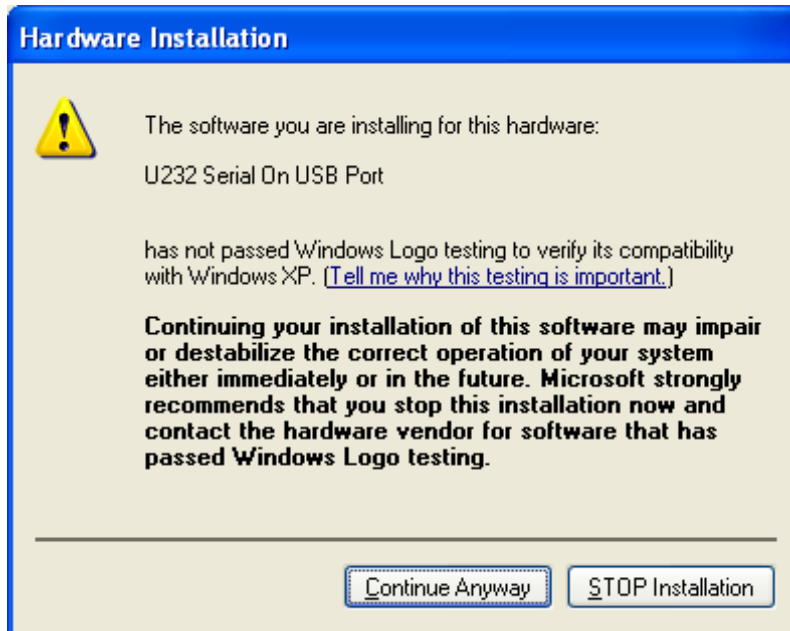 Hardware Installation
The software you are installing for this hardware:
U232 Serial On USB Port
has not passed Windows Logo testing to verify its compatibility
with Windows XP. (Tell me why this testing is important.)
Continuing your installation of this software may impair
or destabilize the correct operation of your system
either immediately or in the future. Microsoft strongly
recommends that you stop this installation now and
contact the hardware vendor for software that has
passed Windows Logo testing.
Continue Anyway
STOP Installation